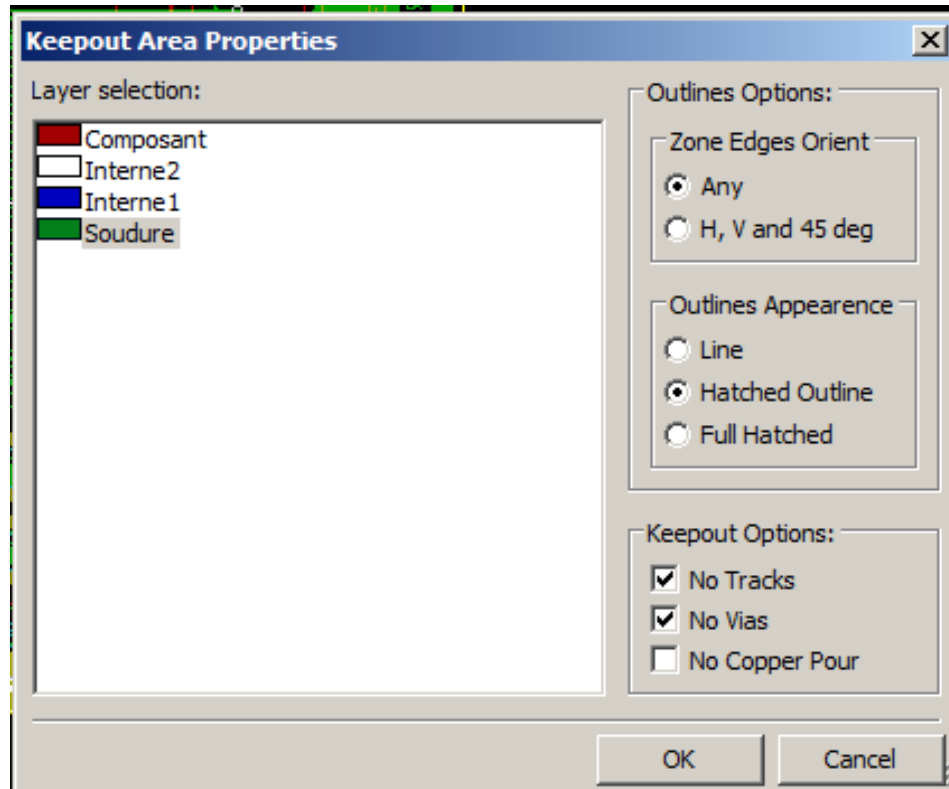 Keepout Area Properties
Layer selection:
Composant
Interne2
Interne1
Soudure
Outlines Options:
Zone Edges Orient
Any
H, V and 45 deg
Outlines Appearence
Line
Hatched Outline
Full Hatched
Keepout Options:
No Tracks
No Vias
No Copper Pour
OK
Cancel